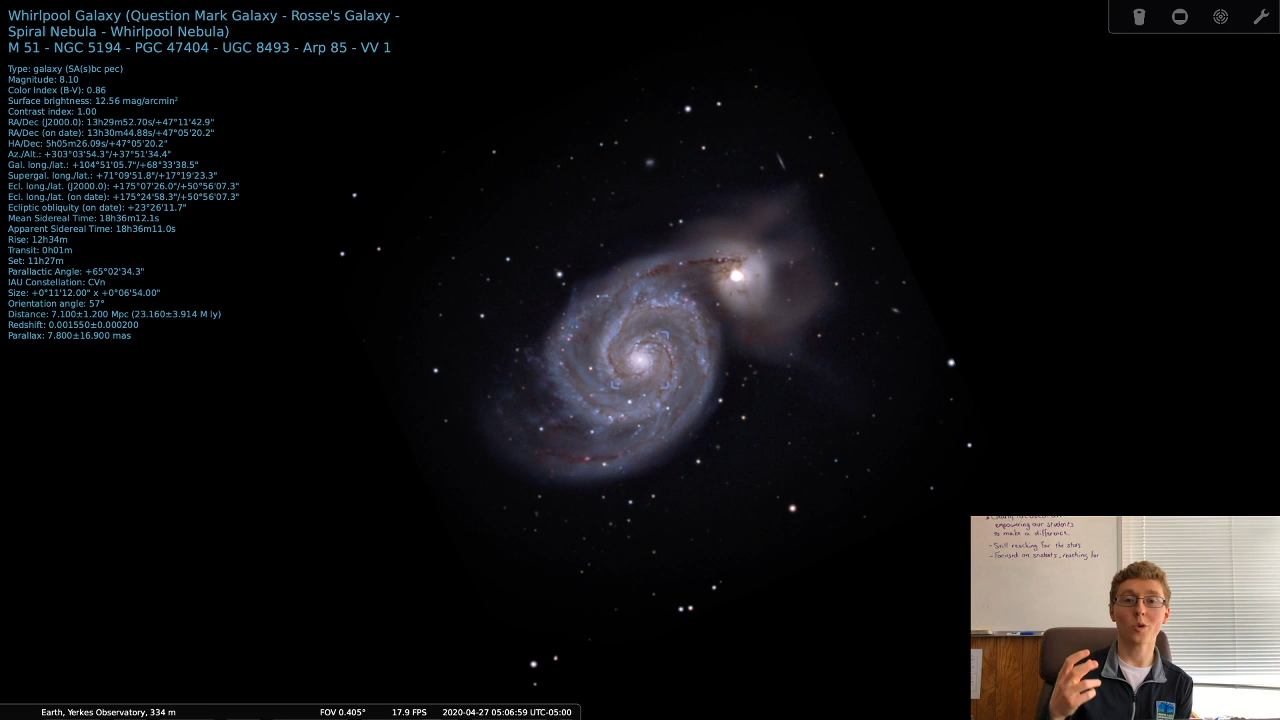 Whirlpool Galaxy (Question Mark Galaxy - Rosse's Galaxy -
Spiral Nebula - Whirlpool Nebula)
M 51 - NGC 5194 - PGC 47404 - UGC 8493 - Arp 85 - VV 1
Type: galaxy (SA(s)bc pec)
Magnitude: 8.10
Color Index (B-V): 0.86
Surface brightness: 12.56 mag/arcmin²
Contrast index: 1.00
RA/Dec (J2000.0): 13h29m52.70s/+47°11'42.9"
RA/Dec (on date): 13h30m44.88s/+47°05'20.2"
HA/Dec: 5h05m26.09s/+47°05'20.2"
Az./Alt.: +303°03'54.3"/+37°51'34.4"
Gal. long./lat.: +104°51'05.7"/+68°33'38.5"
Supergal. long./lat.: +71°09'51.8"/+17°19'23.3"
Ecl. long./lat. (J2000.0): +175°07'26.0"/+50°56'07.3"
Ecl. long./lat. (on date): +175°24'58.3"/+50°56'07.3"
Ecliptic obliquity (on date): +23°26'11.7"
Mean Sidereal Time: 18h36m12.1s
Apparent Sidereal Time: 18h36m11.0s
Rise: 12h34m
Transit: 0h01m
Set: 11h27m
Parallactic Angle: +65°02'34.3"
IAU Constellation: CVn
Size: +0°11'12.00" x +0°06'54.00"
Orientation angle: 57°
Distance: 7.100±1.200 Mpc (23.160±3.914 M ly)
Redshift: 0.001550±0.000200
Parallax: 7.800±16.900 mas
empowering our students
to make a difference.
- Still reaching for the stars
- Focused on students, reaching for
Earth, Yerkes Observatory, 334 m FOV 0.405° 17.9 FPS 2020-04-27 05:06:59 UTC-05:00